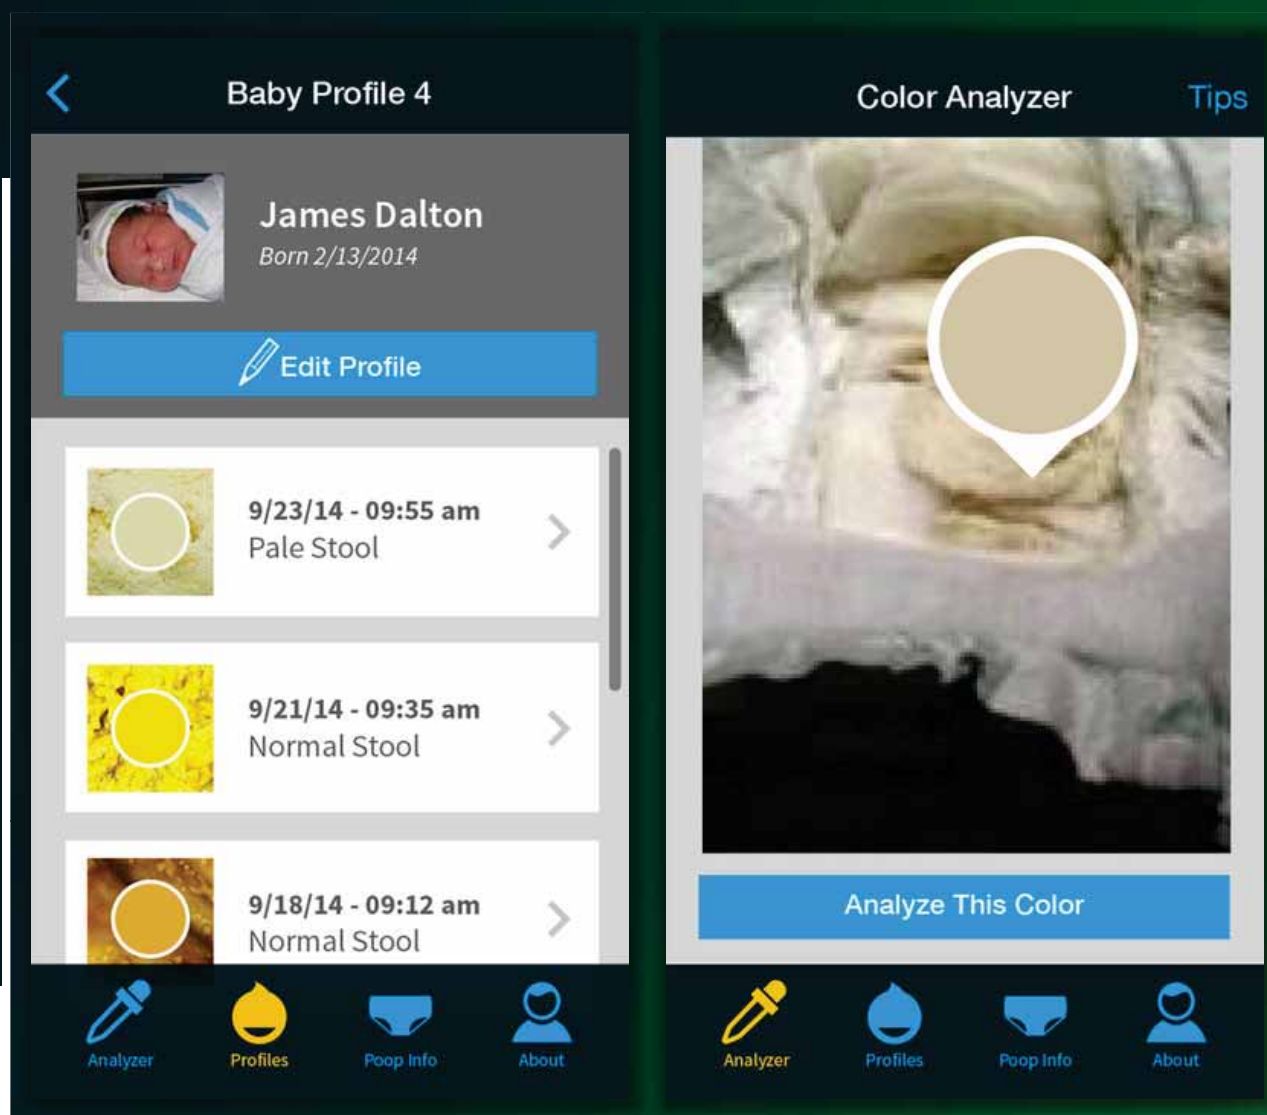 Baby Profile 4
James Dalton
Born 2/13/2014
Edit Profile
9/23/14 - 09:55 am
Pale Stool
9/21/14 - 09:35 am
Normal Stool
9/18/14 - 09:12 am
Normal Stool
Analyzer
Profiles
Poop Info
About
Color Analyzer
Tips
Analyze This Color
Analyzer
Profiles
Poop Info
About